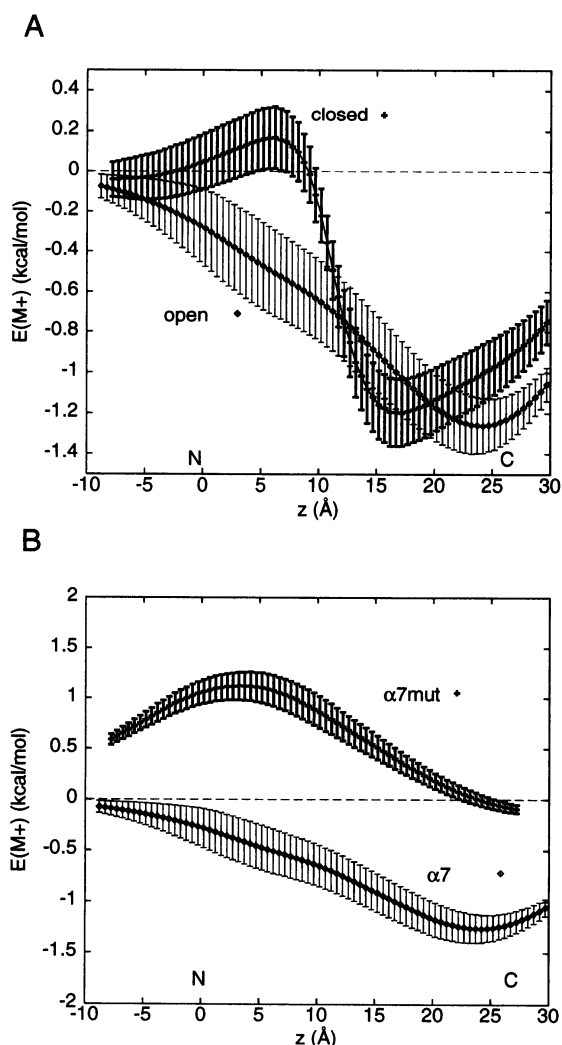 A
0.4
0.2
0
-0.2
-0.4
-0.6
-0.8
-1
-1.2
-1.4
E(M+) (kcal/mol)
closed
open
N
C
-10 -5 0 5 10 15 20 25 30
z (Å)
B
2
1.5
1
0.5
0
-0.5
-1
-1.5
-2
E(M+) (kcal/mol)
α7mut
α7
N
C
-10 -5 0 5 10 15 20 25 30
z (Å)